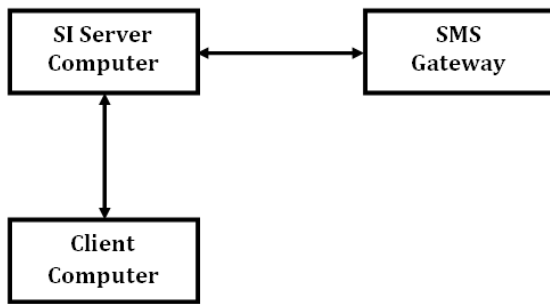 SI Server
Computer
SMS
Gateway
Client
Computer